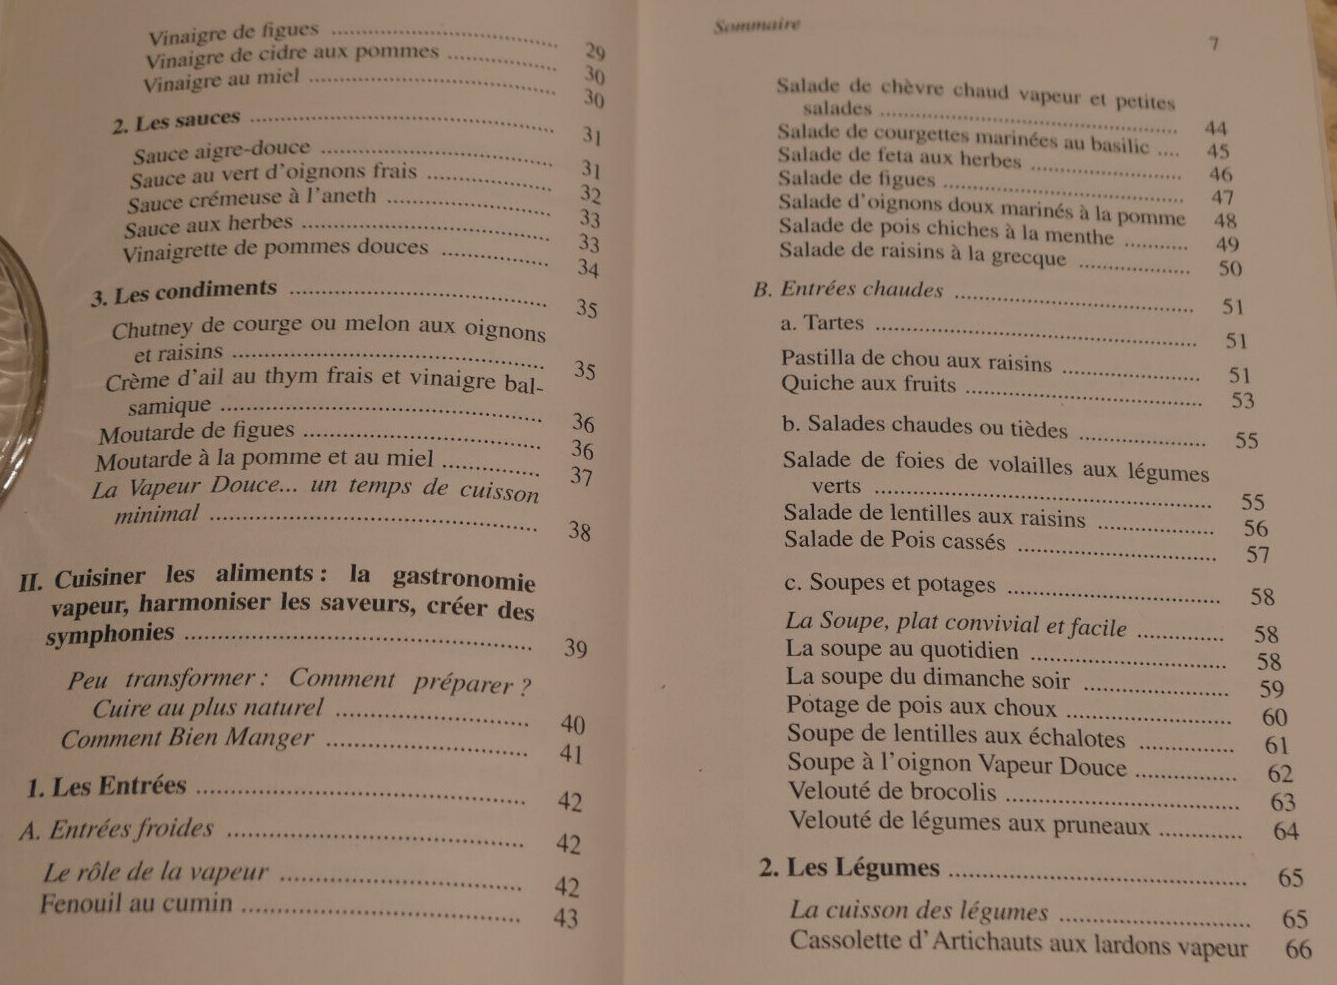 Vinaigre de figues ........ 29
Vinaigre de cidre aux pommes ........ 30
Vinaigre au miel ........ 30
2. Les sauces ........ 31
Sauce aigre-douce ........ 31
Sauce au vert d'oignons frais ........ 32
Sauce crémeuse à l'aneth ........ 33
Sauce aux herbes ........ 33
Vinaigrette de pommes douces ........ 34
3. Les condiments ........ 35
Chutney de courge ou melon aux oignons
et raisins ........ 35
Crème d'ail au thym frais et vinaigre bal-
samique ........ 36
Moutarde de figues ........ 36
Moutarde à la pomme et au miel ........ 37
La Vapeur Douce... un temps de cuisson
minimal ........ 38
II. Cuisiner les aliments : la gastronomie
vapeur, harmoniser les saveurs, créer des
symphonies ........ 39
Peu transformer : Comment préparer ?
Cuire au plus naturel ........ 40
Comment Bien Manger ........ 41
1. Les Entrées ........ 42
A. Entrées froides ........ 42
Le rôle de la vapeur ........ 42
Fenouil au cumin ........ 43
Sommaire
7
Salade de chèvre chaud vapeur et petites
salades ........ 44
Salade de courgettes marinées au basilic .... 45
Salade de feta aux herbes ........ 46
Salade de figues ........ 47
Salade d'oignons doux marinés à la pomme 48
Salade de pois chiches à la menthe ........ 49
Salade de raisins à la grecque ........ 50
B. Entrées chaudes ........ 51
a. Tartes ........ 51
Pastilla de chou aux raisins ........ 51
Quiche aux fruits ........ 53
b. Salades chaudes ou tièdes ........ 55
Salade de foies de volailles aux légumes
verts ........ 55
Salade de lentilles aux raisins ........ 56
Salade de Pois cassés ........ 57
c. Soupes et potages ........ 58
La Soupe, plat convivial et facile ........ 58
La soupe au quotidien ........ 58
La soupe du dimanche soir ........ 59
Potage de pois aux choux ........ 60
Soupe de lentilles aux échalotes ........ 61
Soupe à l'oignon Vapeur Douce ........ 62
Velouté de brocolis ........ 63
Velouté de légumes aux pruneaux ........ 64
2. Les Légumes ........ 65
La cuisson des légumes ........ 65
Cassolette d'Artichauts aux lardons vapeur 66